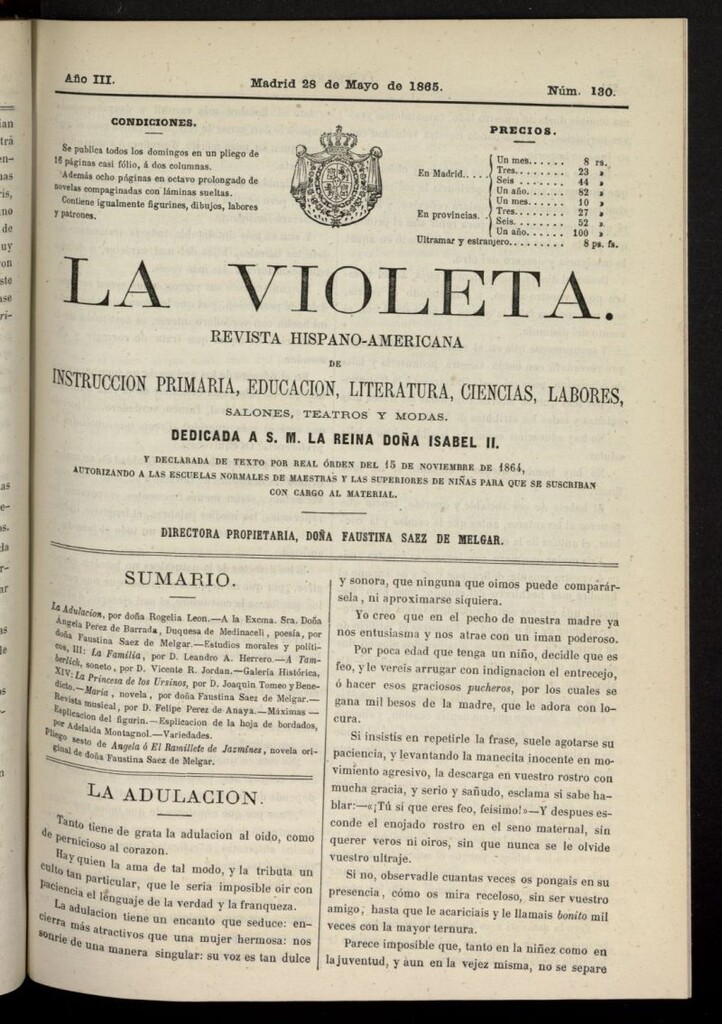 Año III.
Madrid 28 de Mayo de 1865.
Núm. 130.
CONDICIONES.
Se publica todos los domingos en un pliego de
16 páginas casi fólio, á dos columnas.
Además ocho páginas en octavo prolongado de
novelas compaginadas con láminas sueltas.
Contiene igualmente figurines, dibujos, labores
y patrones.
PRECIOS.
En Madrid....
Un mes...... 8 rs.
Tres........ 23 »
Seis ....... 44 »
Un año..... 82 »
En provincias. .
Un mes..... 10 »
Tres....... 27 »
Seis....... 52 »
Un año..... 100 »
Ultramar y estranjero......... 8 ps. fs.
LA VIOLETA.
REVISTA HISPANO-AMERICANA
DE
INSTRUCCION PRIMARIA, EDUCACION, LITERATURA, CIENCIAS, LABORES,
SALONES, TEATROS Y MODAS.
DEDICADA A S. M. LA REINA DOÑA ISABEL II.
Y DECLARADA DE TEXTO POR REAL ÓRDEN DEL 15 DE NOVIEMBRE DE 1864,
AUTORIZANDO A LAS ESCUELAS NORMALES DE MAESTRAS Y LAS SUPERIORES DE NIÑAS PARA QUE SE SUSCRIBAN
CON CARGO AL MATERIAL.
DIRECTORA PROPIETARIA, DOÑA FAUSTINA SAEZ DE MELGAR.
SUMARIO.
La Adulacion, por doña Rogelia Leon.—A la Excma. Sra. Doña
Angela Perez de Barrada, Duquesa de Medinaceli, poesía, por
doña Faustina Saez de Melgar.—Estudios morales y políti-
cos, III: La Familia, por D. Leandro A. Herrero.—A Tam-
berlick, soneto, por D. Vicente R. Jordan.—Galería Histórica,
XIV: La Princesa de los Ursinos, por D. Joaquin Tomeo y Bene-
dicto.—María, novela, por doña Faustina Saez de Melgar.—
Revista musical, por D. Felipe Perez de Anaya.—Máximas—
Esplicacion del figurin.—Esplicacion de la hoja de bordados,
por Adelaida Montagnol.—Variedades.
Pliego sesto de Angela ó El Ramillete de Jazmines, novela ori-
ginal de doña Faustina Saez de Melgar.
LA ADULACION.
Tanto tiene de grata la adulacion al oido, como
de pernicioso al corazon.
Hay quien la ama de tal modo, y la tributa un
culto tan particular, que le seria imposible oir con
paciencia el lenguaje de la verdad y la franqueza.
La adulacion tiene un encanto que seduce: en-
cierra más atractivos que una mujer hermosa: nos
sonrie de una manera singular: su voz es tan dulce
y sonora, que ninguna que oimos puede comparár-
sela, ni aproximarse siquiera.
Yo creo que en el pecho de nuestra madre ya
nos entusiasma y nos atrae con un iman poderoso.
Por poca edad que tenga un niño, decidle que es
feo, y le vereis arrugar con indignacion el entrecejo,
ó hacer esos graciosos pucheros, por los cuales se
gana mil besos de la madre, que le adora con lo-
cura.
Si insistis en repetirle la frase, suele agotarse su
paciencia, y levantando la manecita inocente en mo-
vimiento agresivo, la descarga en vuestro rostro con
mucha gracia, y serio y sañudo, esclama si sabe ha-
blar:—«¡Tú sí que eres feo, feísimo!»—Y despues es-
conde el enojado rostro en el seno maternal, sin
querer veros ni oiros, sin que nunca se le olvide
vuestro ultraje.
Si no, observadle cuantas veces os pongais en su
presencia, cómo os mira receloso, sin ser vuestro
amigo, hasta que le acariciais y le llamais bonito mil
veces con la mayor ternura.
Parece imposible que, tanto en la niñez como en
la juventud, y aun en la vejez misma, no se separe